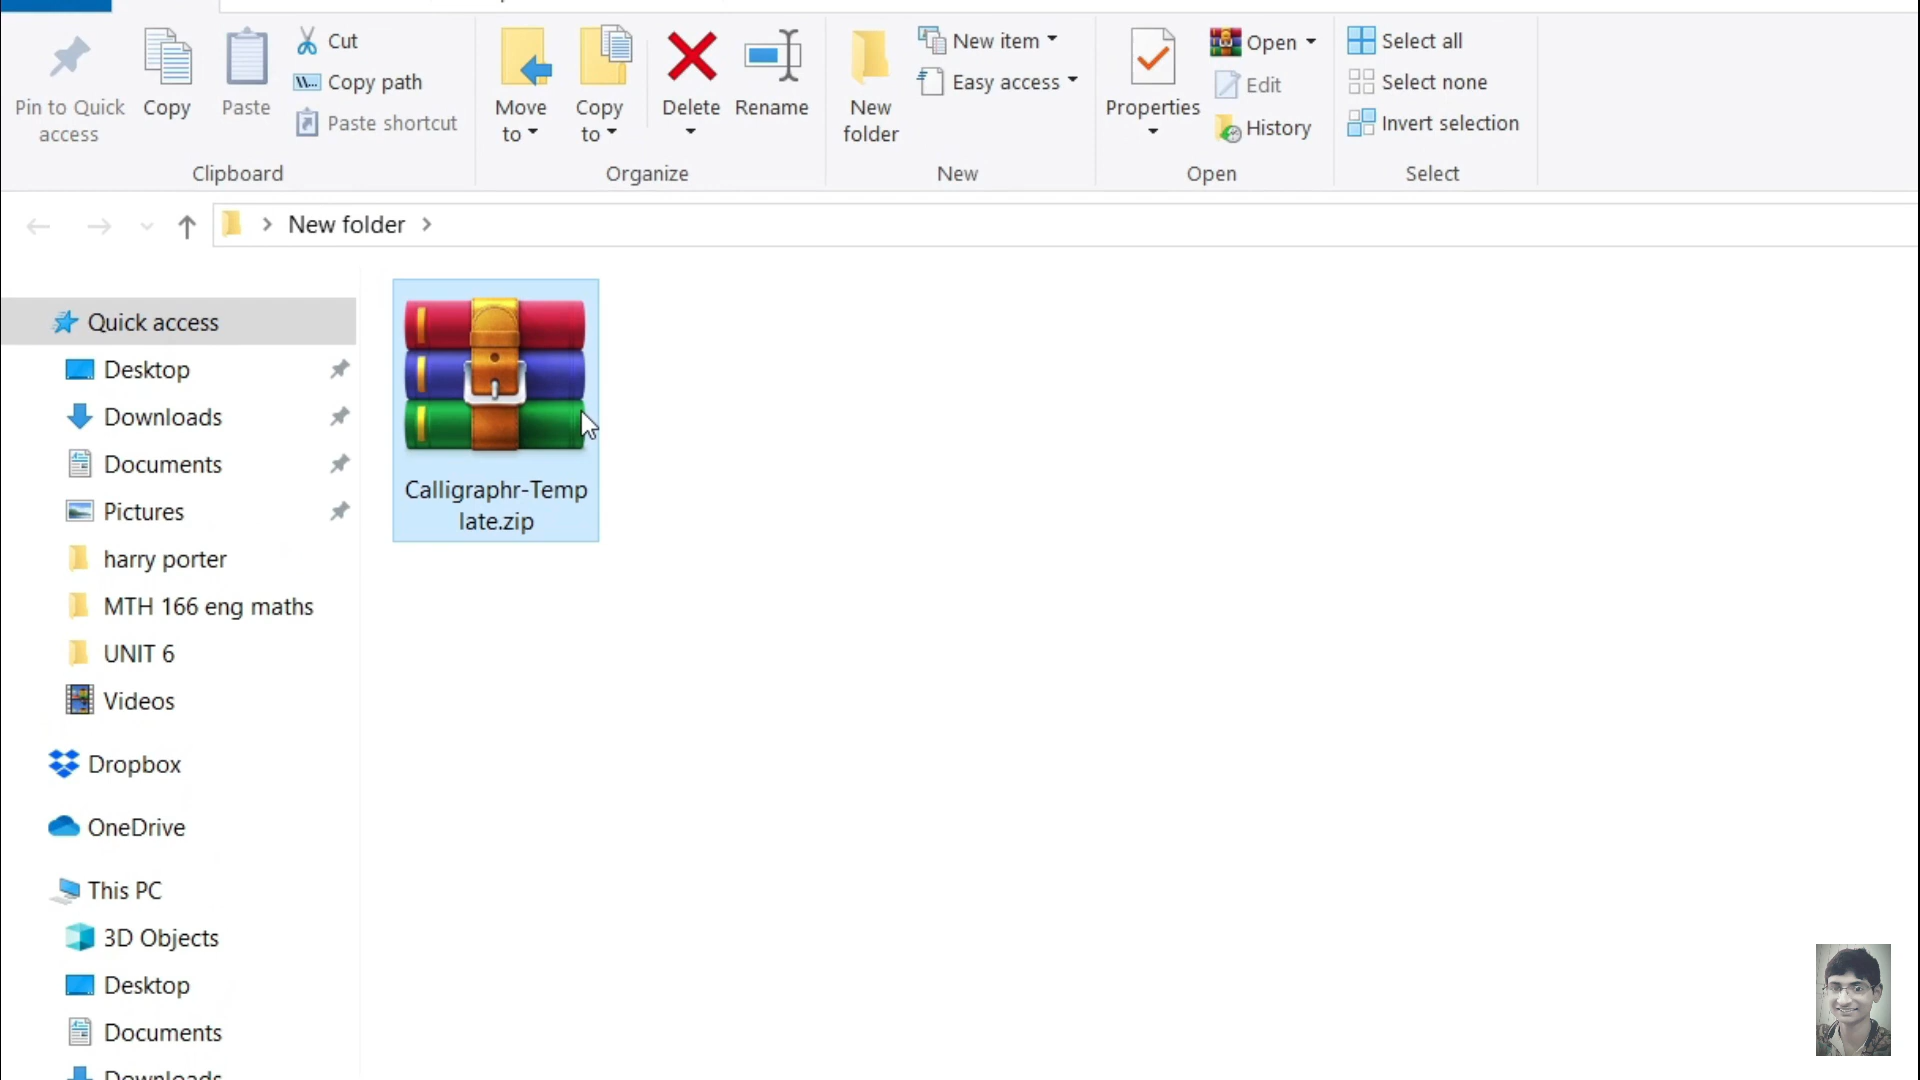 Pin to Quick
access
Copy
Paste
Cut
Copy path
Paste shortcut
Clipboard
Move
to
Copy
to
Delete
Rename
Organize
New
folder
New item
Easy access
New
Properties
Open
Edit
History
Open
Select all
Select none
Invert selection
Select
New folder
Quick access
Desktop
Downloads
Documents
Pictures
harry porter
MTH 166 eng maths
UNIT 6
Videos
Dropbox
OneDrive
This PC
3D Objects
Desktop
Documents
Downloads
Calligraphr-Temp
late.zip